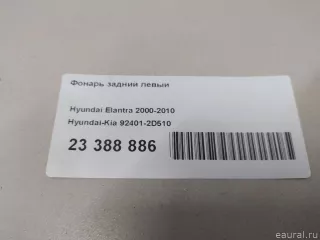 Фонарь задний левый
Hyundai Elantra 2000-2010
Hyundai-Kia 92401-2D510
23 388 886
eaural.ru